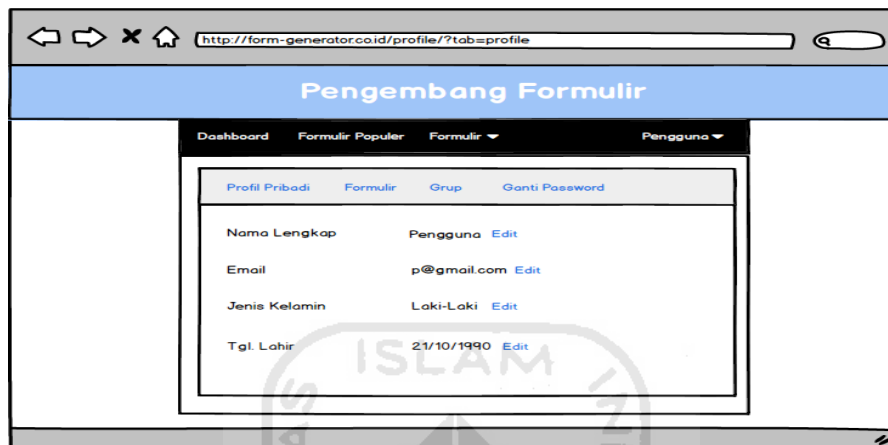 http://form-generator.co.id/profile/?tab=profile
Pengembang Formulir
Dashboard Formulir Populer Formulir Pengguna
Profil Pribadi Formulir Grup Ganti Password
Nama Lengkap Pengguna Edit
Email p@gmail.com Edit
Jenis Kelamin Laki-Laki Edit
Tgl. Lahir 21/10/1990 Edit
ISLAM